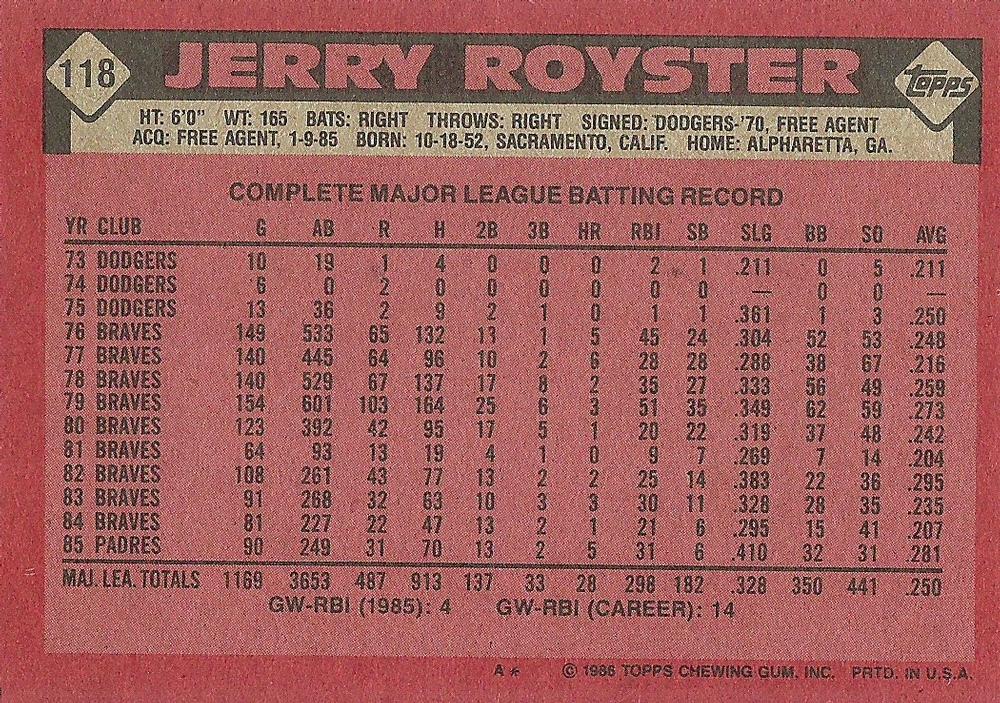 118 JERRY ROYSTER topps
HT: 6'0" WT: 165 BATS: RIGHT THROWS: RIGHT SIGNED: DODGERS-'70, FREE AGENT
ACQ: FREE AGENT, 1-9-85 BORN: 10-18-52, SACRAMENTO, CALIF. HOME: ALPHARETTA, GA.
COMPLETE MAJOR LEAGUE BATTING RECORD
YR CLUB G AB R H 2B 3B HR RBI SB SLG BB SO AVG
73 DODGERS 10 19 1 4 0 0 0 2 1 .211 0 5 .211
74 DODGERS 6 0 2 0 0 0 0 0 0 — 0 0 —
75 DODGERS 13 36 2 9 2 1 0 1 1 .361 1 3 .250
76 BRAVES 149 533 65 132 13 1 5 45 24 .304 52 53 .248
77 BRAVES 140 445 64 96 10 2 6 28 28 .288 38 67 .216
78 BRAVES 140 529 67 137 17 8 2 35 27 .333 56 49 .259
79 BRAVES 154 601 103 164 25 6 3 51 35 .349 62 59 .273
80 BRAVES 123 392 42 95 17 5 1 20 22 .319 37 48 .242
81 BRAVES 64 93 13 19 4 1 0 9 7 .269 7 14 .204
82 BRAVES 108 261 43 77 13 2 2 25 14 .383 22 36 .295
83 BRAVES 91 268 32 63 10 3 3 30 11 .328 28 35 .235
84 BRAVES 81 227 22 47 13 2 1 21 6 .295 15 41 .207
85 PADRES 90 249 31 70 13 2 5 31 6 .410 32 31 .281
MAJ. LEA. TOTALS 1169 3653 487 913 137 33 28 298 182 .328 350 441 .250
GW-RBI (1985): 4 GW-RBI (CAREER): 14
A* © 1986 TOPPS CHEWING GUM, INC. PRTD. IN U.S.A.